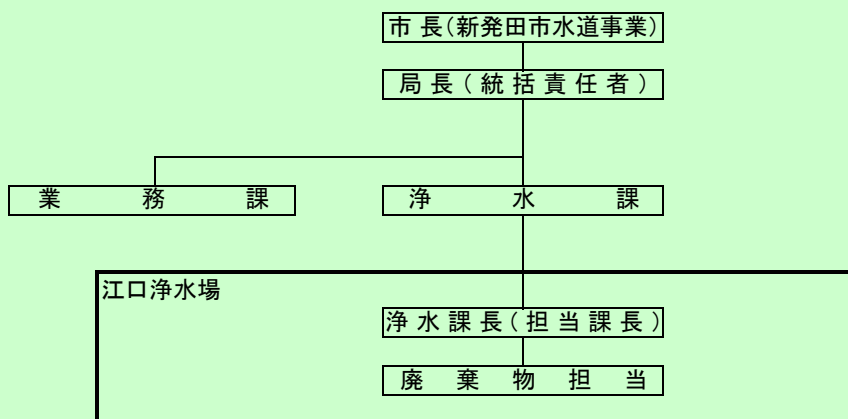 市 長(新発田市水道事業)
局 長 ( 統 括 責 任 者 )
業 務 課
浄 水 課
江口浄水場
浄 水 課 長 ( 担 当 課 長 )
廃 棄 物 担 当